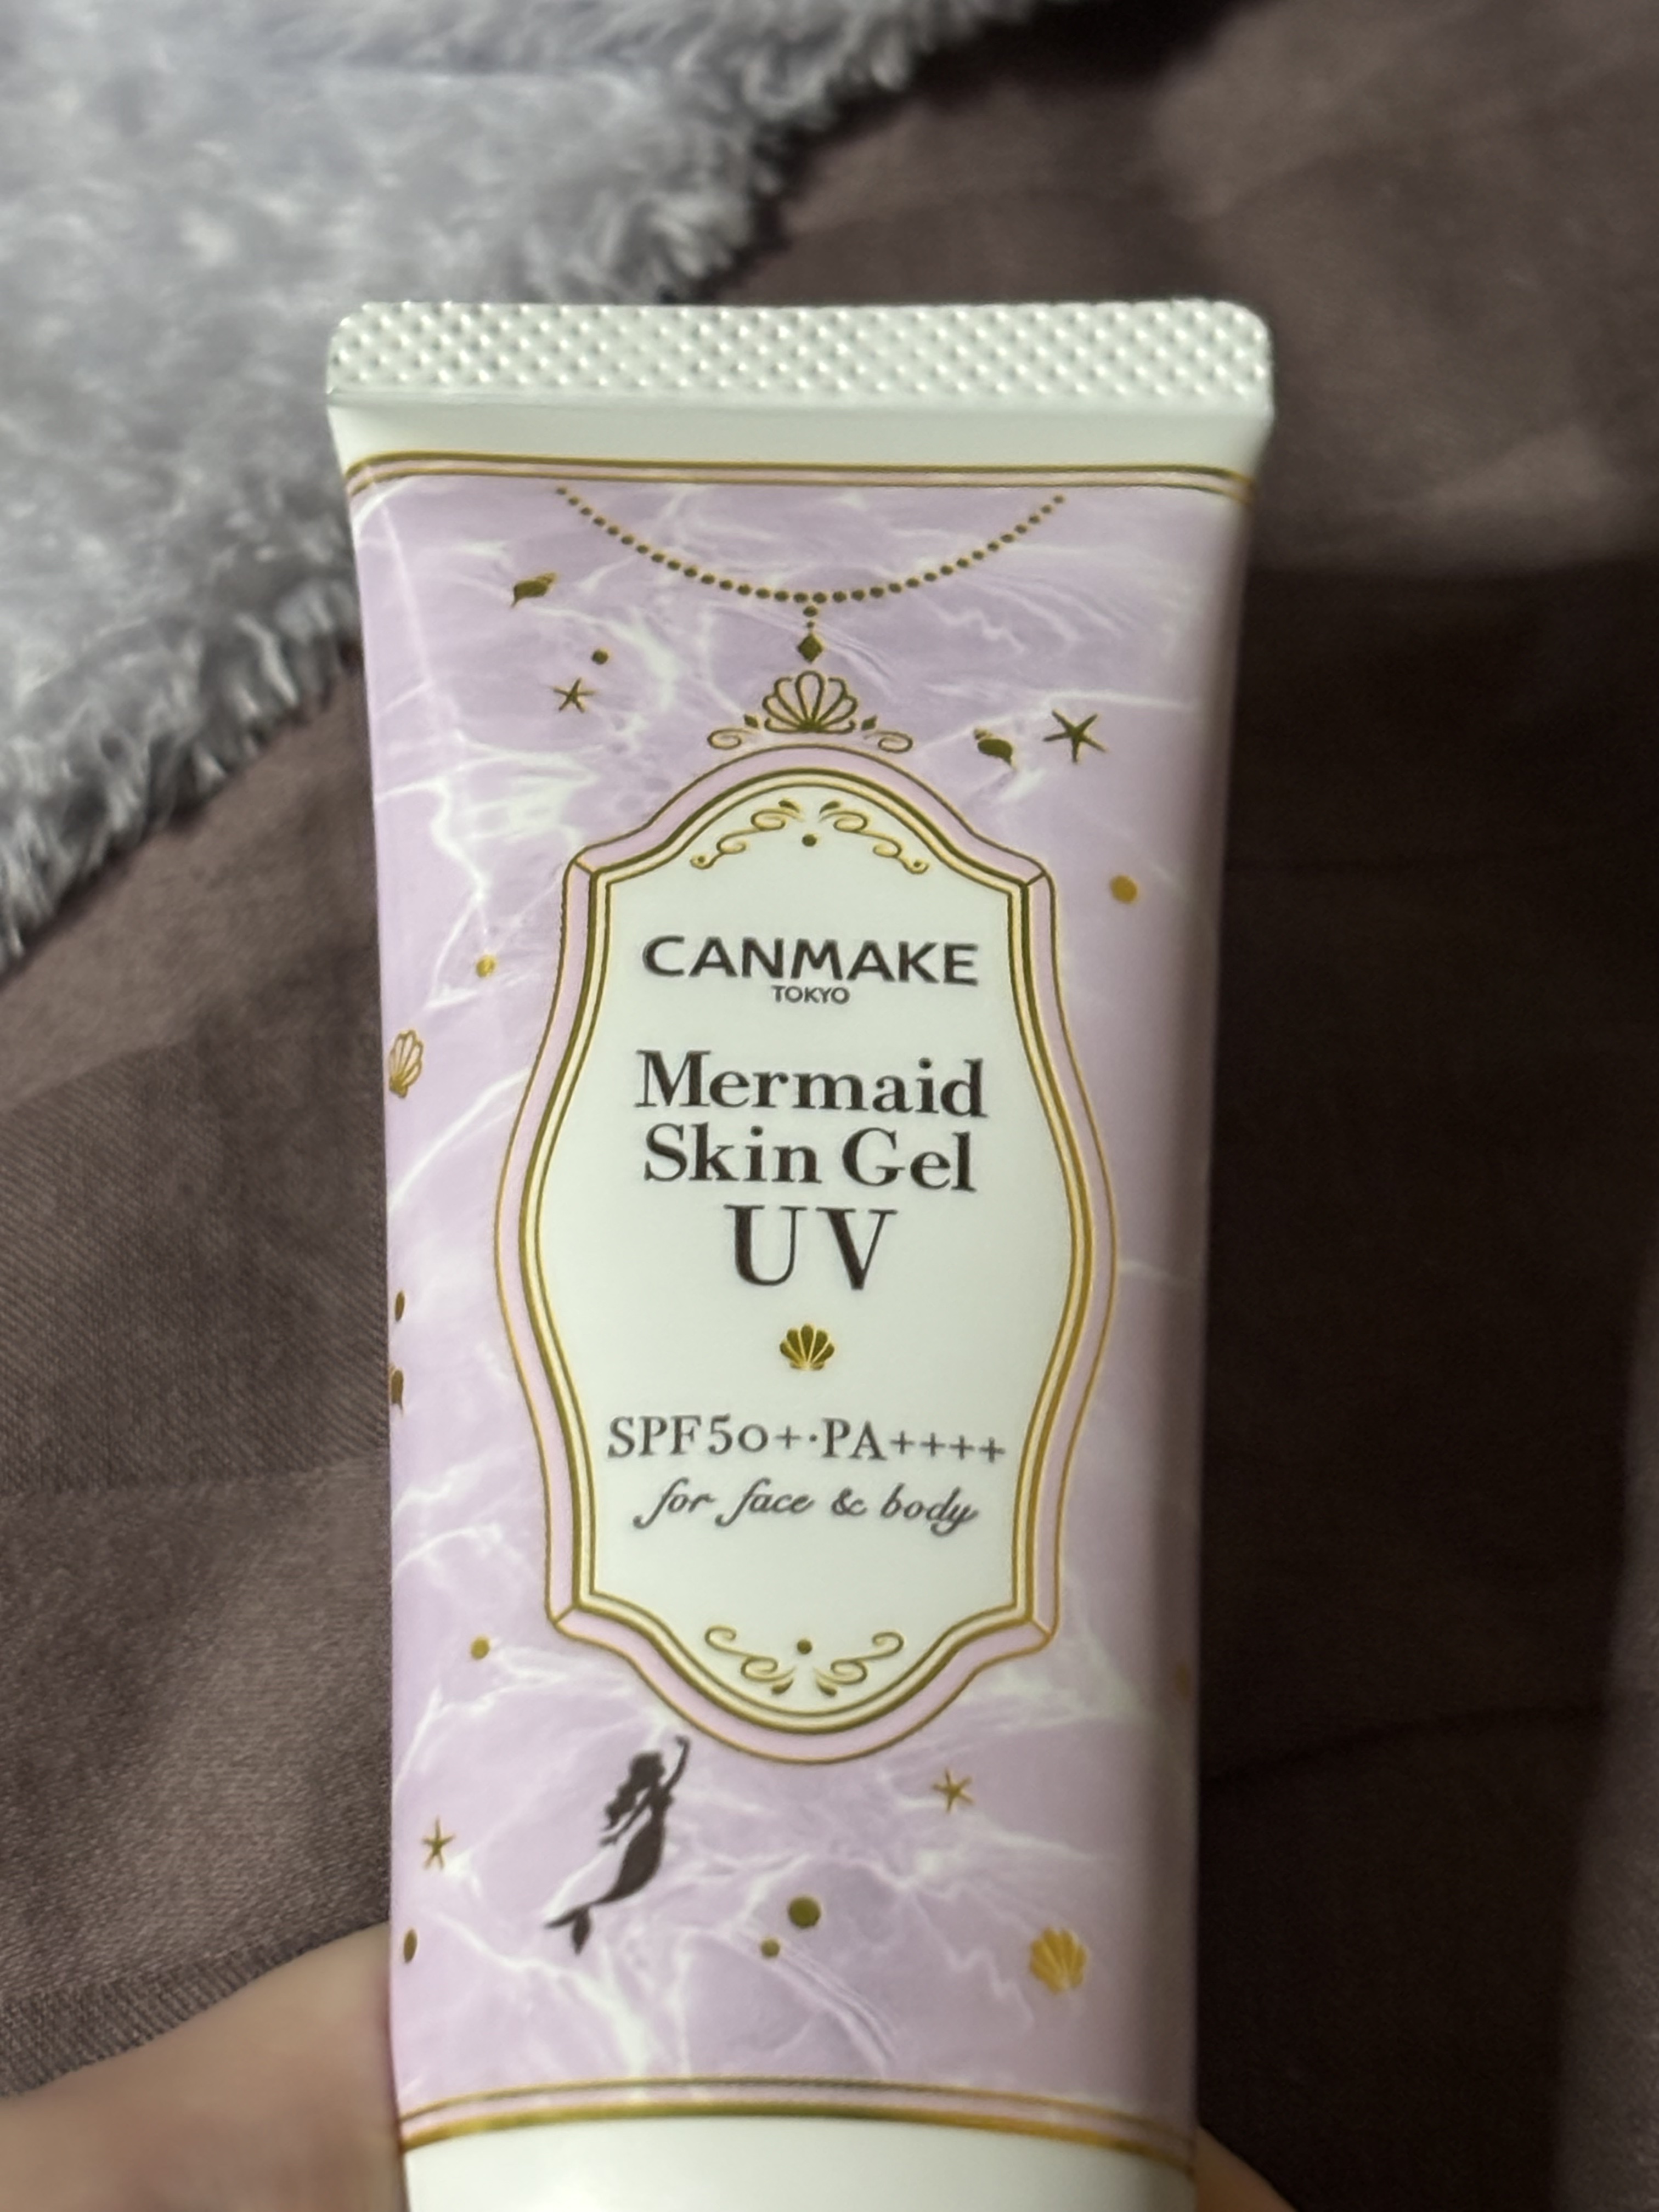 CANMAKE
TOKYO
Mermaid
Skin Gel
UV
SPF50+·PA++++
for face & body